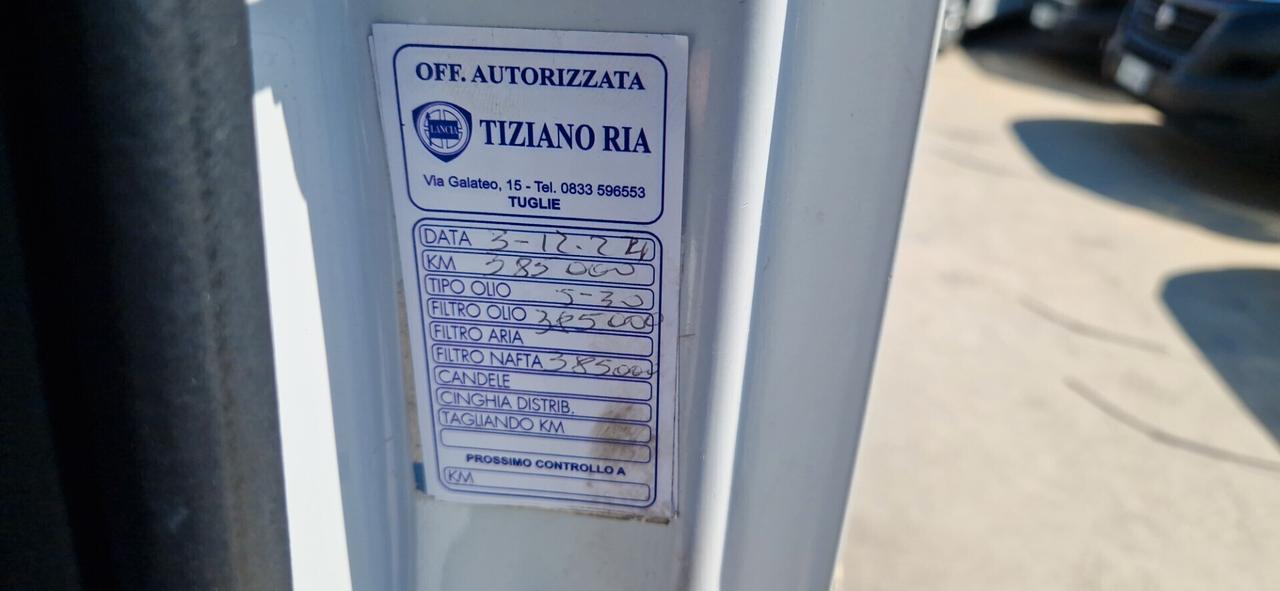 OFF. AUTORIZZATA
LANCIA
TIZIANO RIA
Via Galateo, 15 - Tel. 0833 596553
TUGLIE
DATA 3-12.24
KM 385000
TIPO OLIO 5-30
FILTRO OLIO 385000
FILTRO ARIA
FILTRO NAFTA 385000
CANDELE
CINGHIA DISTRIB.
TAGLIANDO KM
PROSSIMO CONTROLLO A
KM